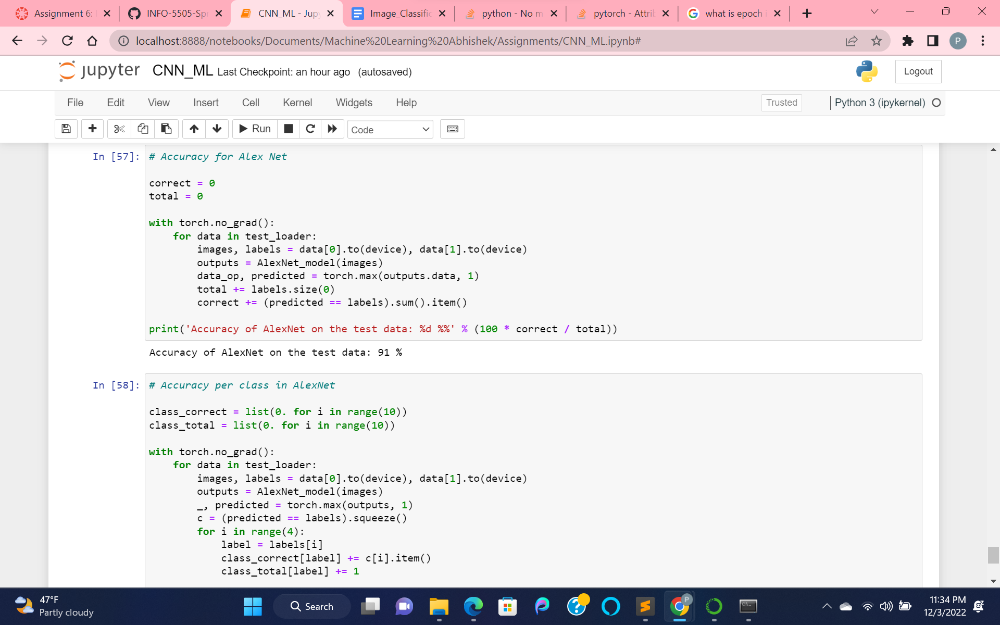 Assignment 6:
INFO-5505-Spr
CNN_ML - Jupy
Image_Classific
python - No m
pytorch - Attrib
what is epoch i
localhost:8888/notebooks/Documents/Machine%20Learning%20Abhishek/Assignments/CNN_ML.ipynb#
P
jupyter CNN_ML Last Checkpoint: an hour ago (autosaved)
Logout
File Edit View Insert Cell Kernel Widgets Help
Trusted
Python 3 (ipykernel)
Run
Code
In [57]: # Accuracy for Alex Net
correct = 0
total = 0
with torch.no_grad():
    for data in test_loader:
        images, labels = data[0].to(device), data[1].to(device)
        outputs = AlexNet_model(images)
        data_op, predicted = torch.max(outputs.data, 1)
        total += labels.size(0)
        correct += (predicted == labels).sum().item()
print('Accuracy of AlexNet on the test data: %d %%' % (100 * correct / total))
Accuracy of AlexNet on the test data: 91 %
In [58]: # Accuracy per class in AlexNet
class_correct = list(0. for i in range(10))
class_total = list(0. for i in range(10))
with torch.no_grad():
    for data in test_loader:
        images, labels = data[0].to(device), data[1].to(device)
        outputs = AlexNet_model(images)
        _, predicted = torch.max(outputs, 1)
        c = (predicted == labels).squeeze()
        for i in range(4):
            label = labels[i]
            class_correct[label] += c[i].item()
            class_total[label] += 1
47°F
Partly cloudy
Search
P
11:34 PM
12/3/2022